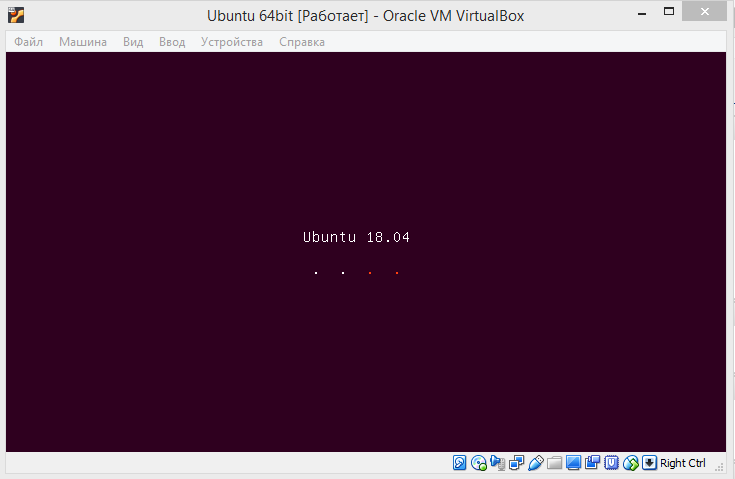 Ubuntu 64bit [Работает] - Oracle VM VirtualBox
Файл Машина Вид Ввод Устройства Справка
Ubuntu 18.04
. . . .
Right Ctrl